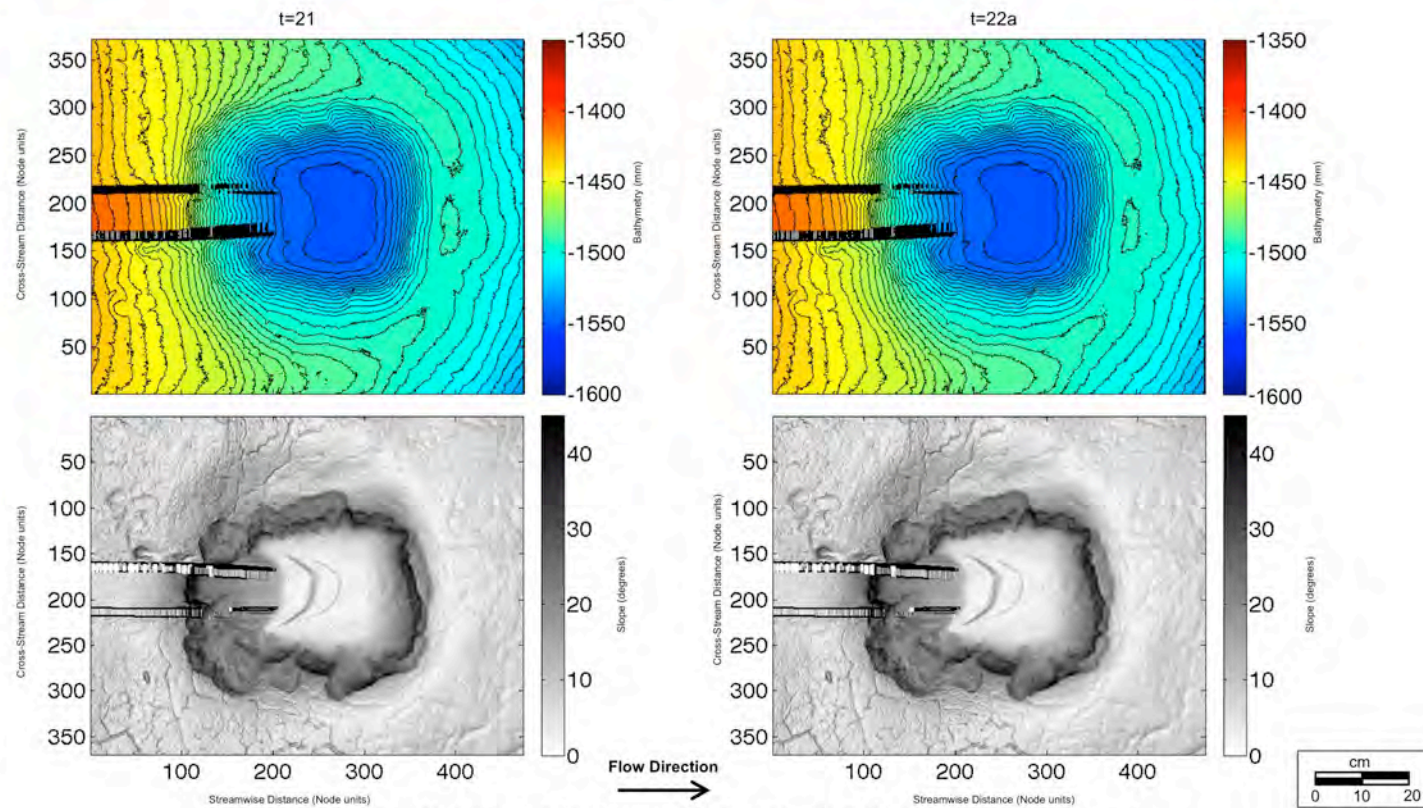 t=21
t=22a
350
300
250
200
150
100
50
Cross-Stream Distance (Node units)
-1350
-1400
-1450
-1500
-1550
-1600
Bathymetry (mm)
350
300
250
200
150
100
50
Cross-Stream Distance (Node units)
-1350
-1400
-1450
-1500
-1550
-1600
Bathymetry (mm)
50
100
150
200
250
300
350
Cross-Stream Distance (Node units)
100 200 300 400
Streamwise Distance (Node units)
40
30
20
10
0
Slope (degrees)
Flow Direction
50
100
150
200
250
300
350
Cross-Stream Distance (Node units)
100 200 300 400
Streamwise Distance (Node units)
40
30
20
10
0
Slope (degrees)
cm
0 10 20